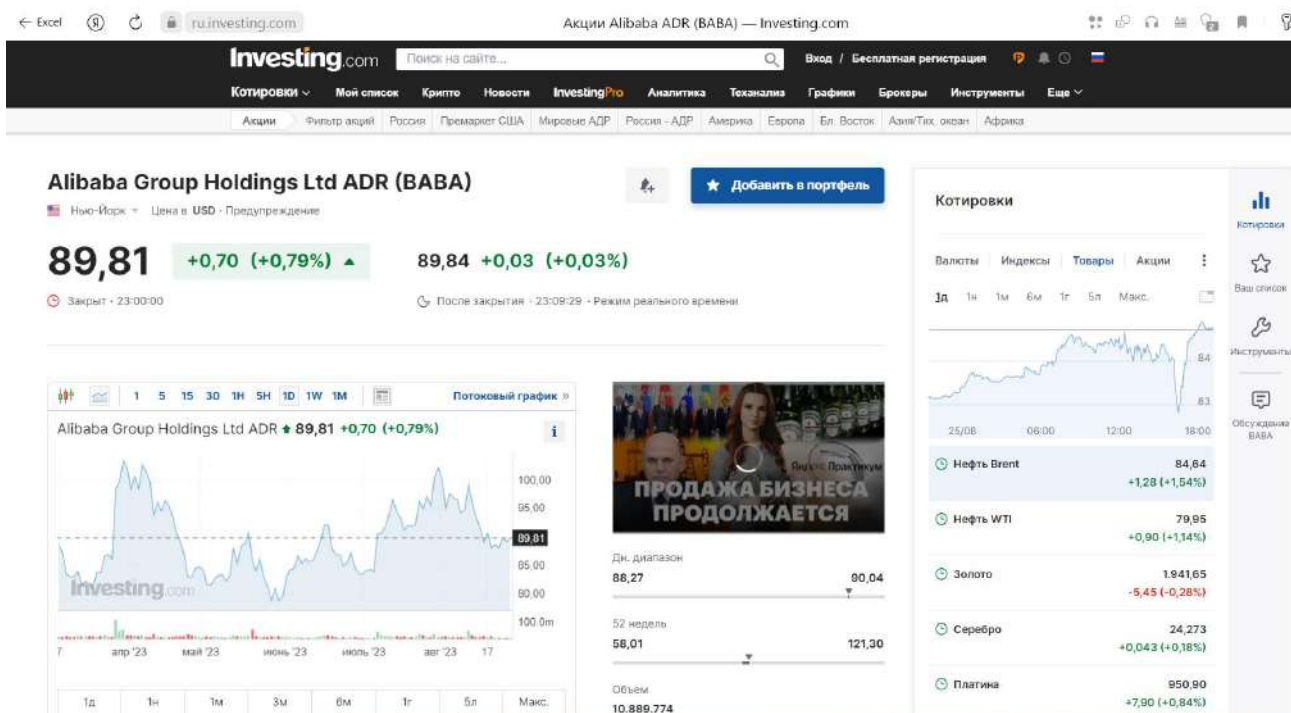 ← Excel
Я
ru.investing.com
Акции Alibaba ADR (BABA) — Investing.com
2
Investing.com
Поиск на сайте...
Вход / Бесплатная регистрация
Котировки
Мой список
Крипто
Новости
InvestingPro
Аналитика
Теханализ
Графики
Брокеры
Инструменты
Еще
Акции
Фильтр акций
Россия
Премаркет США
Мировые АДР
Россия - АДР
Америка
Европа
Бл. Восток
Азия/Тих. океан
Африка
Alibaba Group Holdings Ltd ADR (BABA)
Добавить в портфель
Нью-Йорк
Цена в USD · Предупреждение
89,81
+0,70 (+0,79%)
89,84 +0,03 (+0,03%)
Закрыт · 23:00:00
После закрытия · 23:09:29 · Режим реального времени
1 5 15 30 1H 5H 1D 1W 1M
Потоковый график »
Alibaba Group Holdings Ltd ADR 89,81 +0,70 (+0,79%)
i
100,00
95,00
89,81
85,00
80,00
100.0m
Investing.com
7 апр '23 май '23 июнь '23 июль '23 авг '23 17
1д 1н 1м 3м 6м 1г 5л Макс.
Яндекс Практикум
ПРОДАЖА БИЗНЕСА
ПРОДОЛЖАЕТСЯ
Дн. диапазон
88,27 90,04
52 недель
58,01 121,30
Объем
10.889.774
Котировки
Валюты Индексы Товары Акции
1д 1н 1м 6м 1г 5л Макс.
84
83
25/08 06:00 12:00 18:00
Нефть Brent 84,64
+1,28 (+1,54%)
Нефть WTI 79,95
+0,90 (+1,14%)
Золото 1.941,65
-5,45 (-0,28%)
Серебро 24,273
+0,043 (+0,18%)
Платина 950,90
+7,90 (+0,84%)
Котировки
Ваш список
Инструменты
Обсуждение
BABA